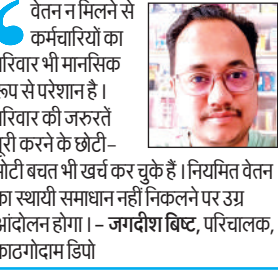 वेतन न मिलने से
कर्मचारियों का
परिवार भी मानसिक
रूप से परेशान है।
परिवार की जरुरतें
पूरी करने के छोटी–
मोटी बचत भी खर्च कर चुके हैं। नियमित वेतन
का स्थायी समाधान नहीं निकलने पर उग्र
आंदोलन होगा। – जगदीश बिष्ट, परिचालक,
काठगोदाम डिपो